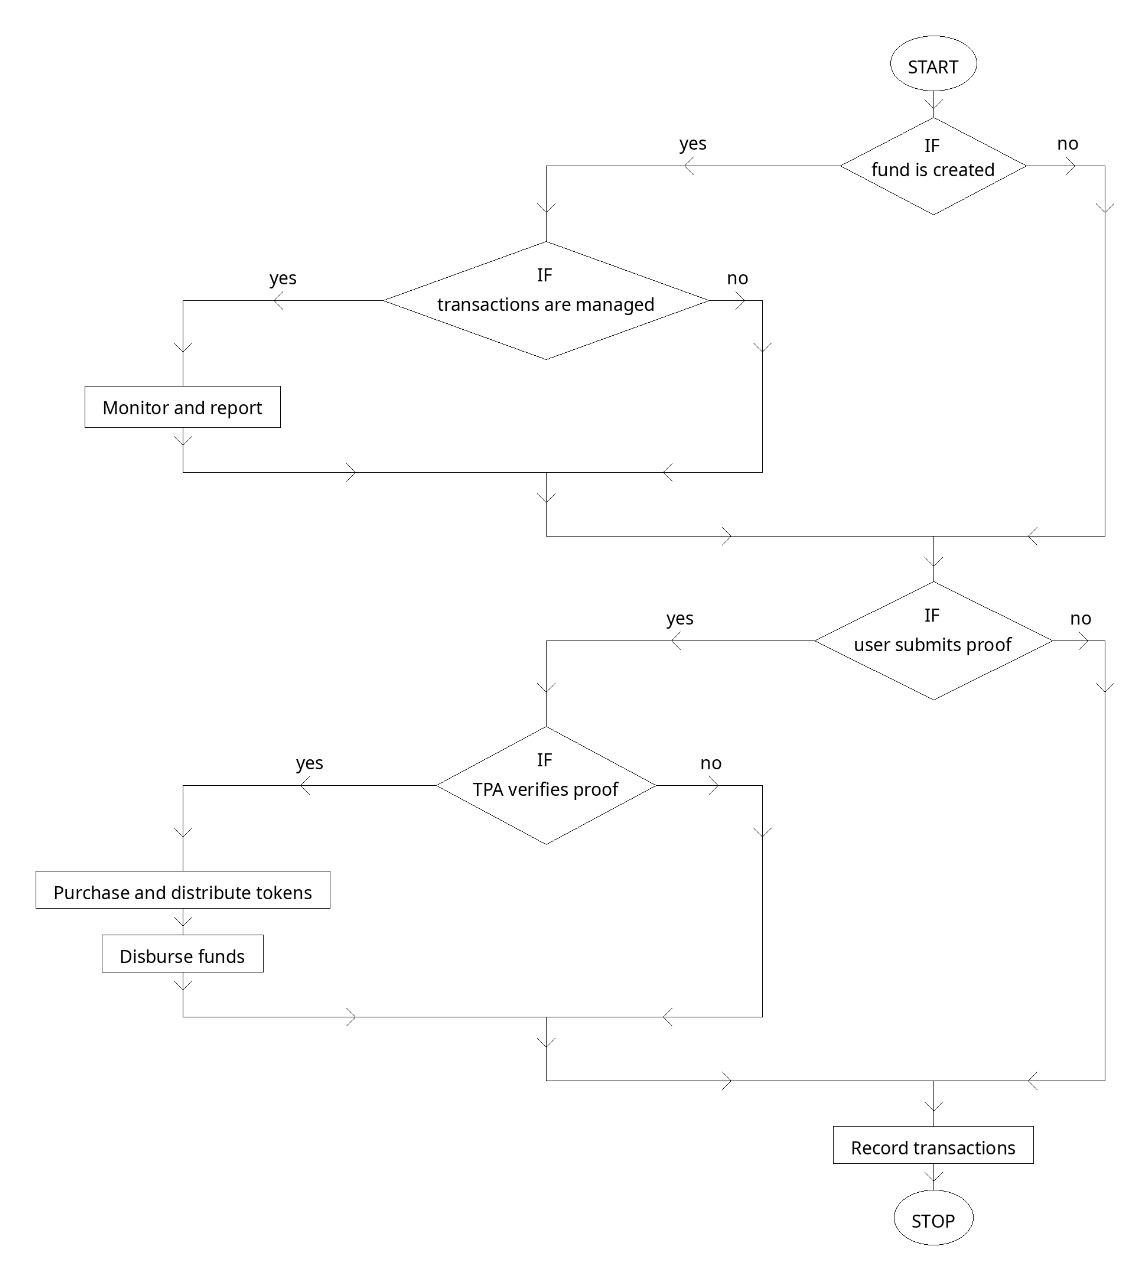 START
IF
fund is created
yes
no
IF
transactions are managed
yes
no
Monitor and report
IF
user submits proof
yes
no
IF
TPA verifies proof
yes
no
Purchase and distribute tokens
Disburse funds
Record transactions
STOP